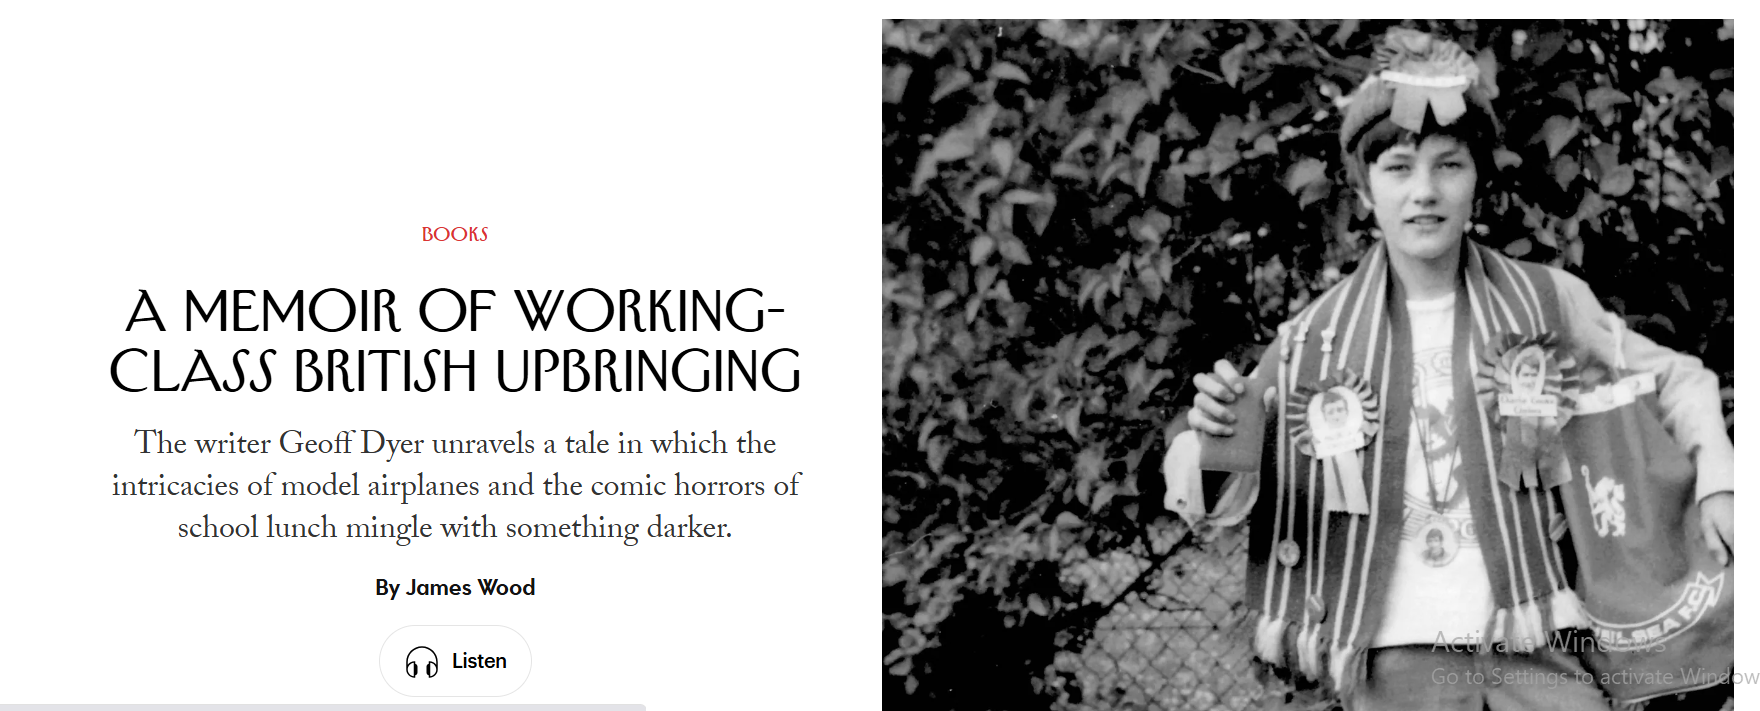 BOOKS
A MEMOIR OF WORKING-
CLASS BRITISH UPBRINGING
The writer Geoff Dyer unravels a tale in which the
intricacies of model airplanes and the comic horrors of
school lunch mingle with something darker.
By James Wood
Listen
Activate Windows
Go to Settings to activate Window